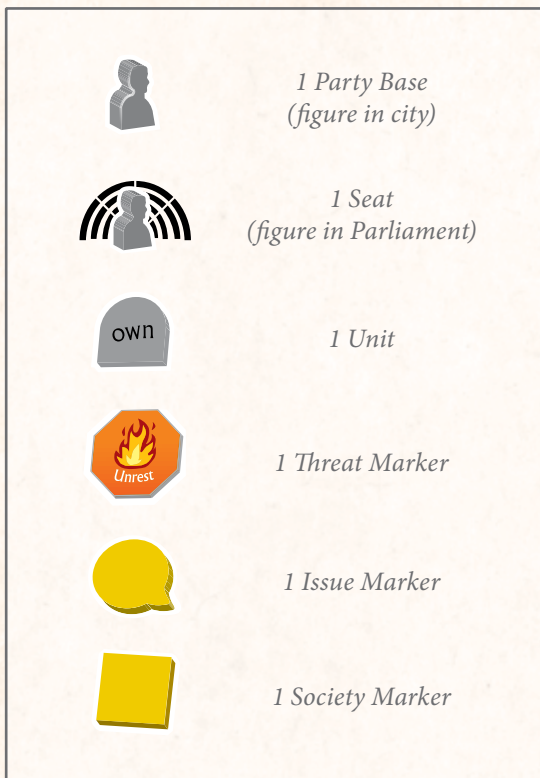 1 Party Base
(figure in city)
1 Seat
(figure in Parliament)
own
1 Unit
Unrest
1 Threat Marker
1 Issue Marker
1 Society Marker